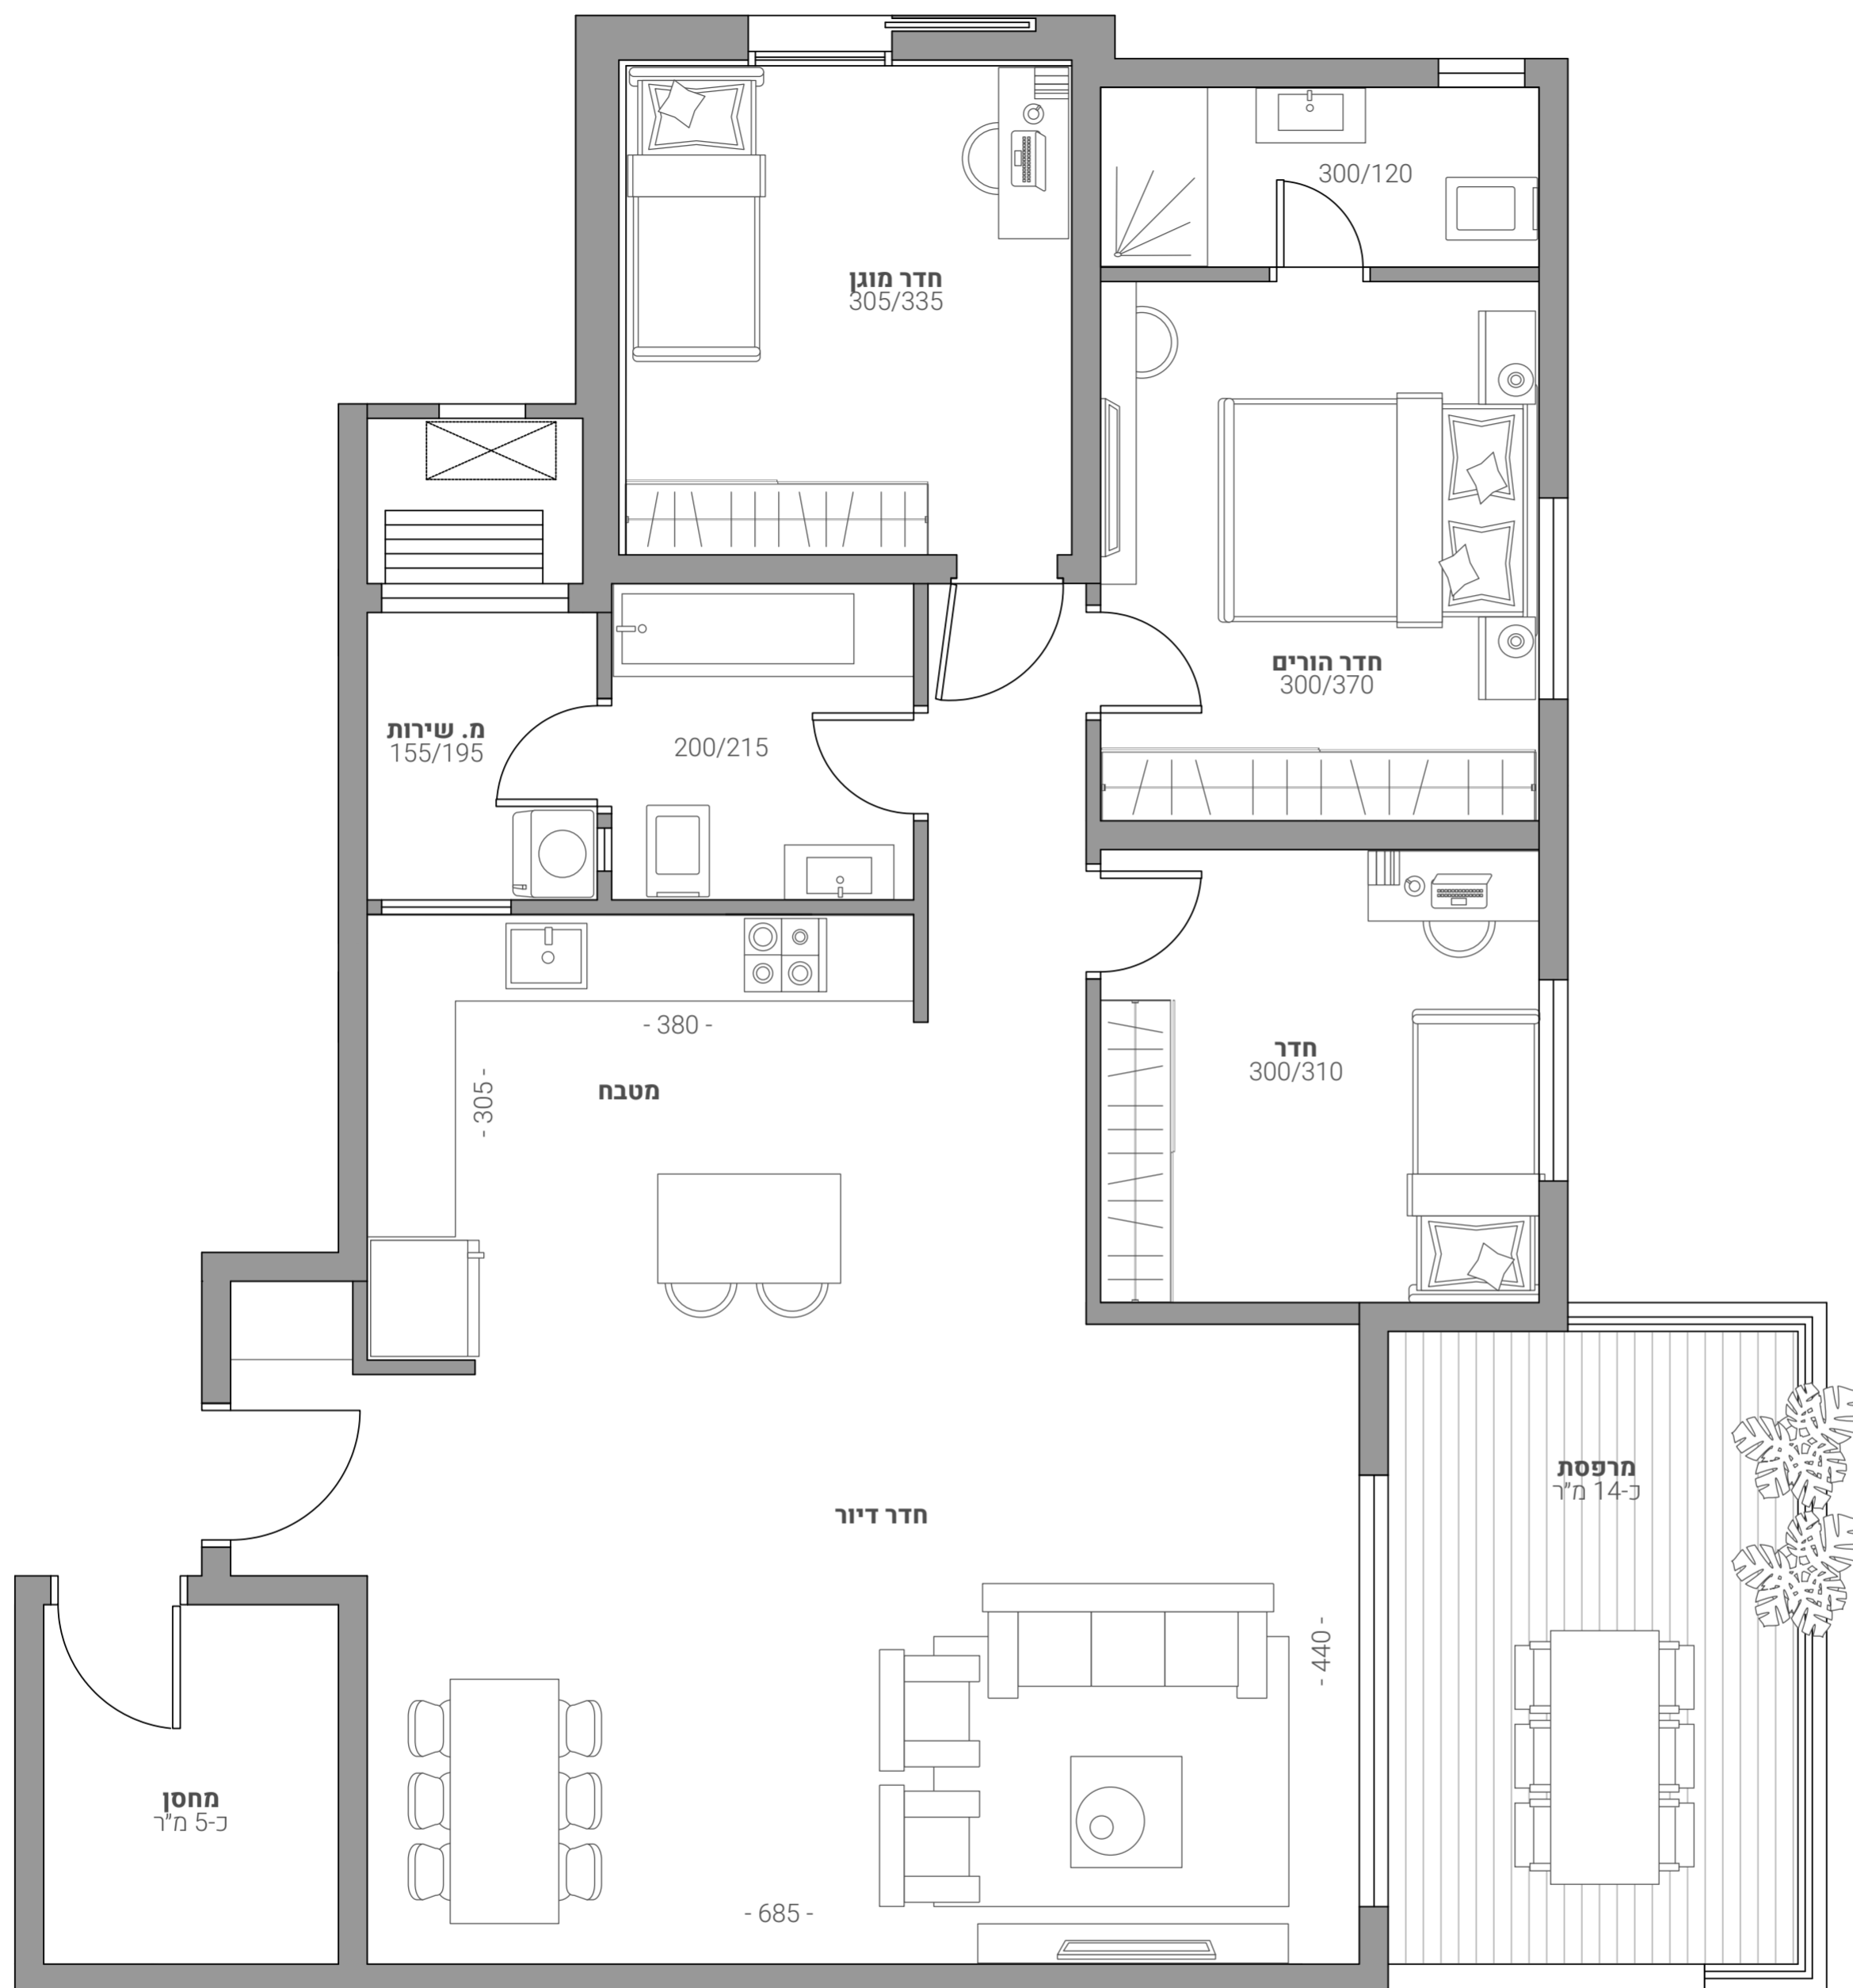 300/120
חדר מוגן
305/335
חדר הורים
300/370
מ. שירות
155/195
200/215
- 380 -
- 305 -
מטבח
חדר
300/310
מרפסת
כ-14 מ"ר
חדר דיור
- 440 -
מחסן
כ-5 מ"ר
- 685 -